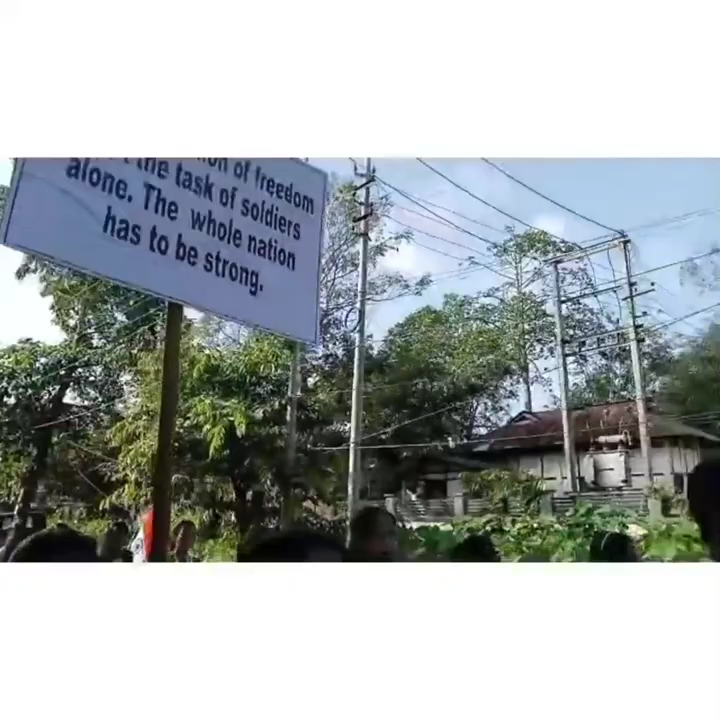 of freedom
the task of soldiers
alone. The whole nation
has to be strong.